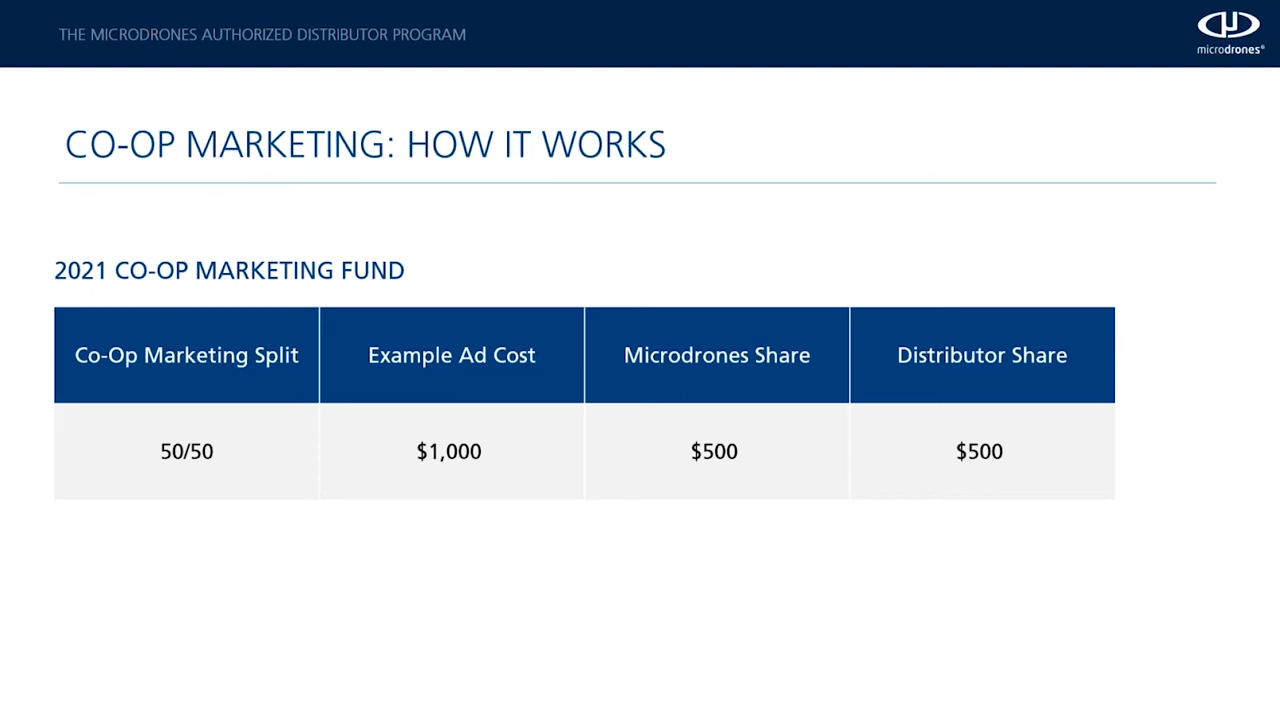 THE MICRODRONES AUTHORIZED DISTRIBUTOR PROGRAM
microdrones®
CO-OP MARKETING: HOW IT WORKS
2021 CO-OP MARKETING FUND
Co-Op Marketing Split Example Ad Cost Microdrones Share Distributor Share
50/50 $1,000 $500 $500